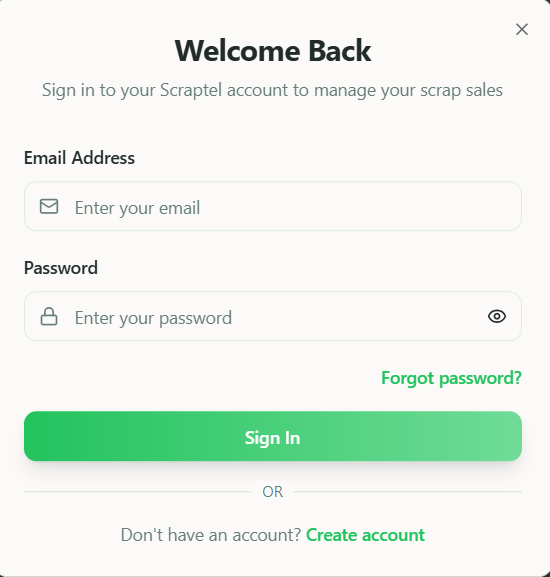 Welcome Back
Sign in to your Scraptel account to manage your scrap sales
Email Address
Enter your email
Password
Enter your password
Forgot password?
Sign In
OR
Don't have an account? Create account